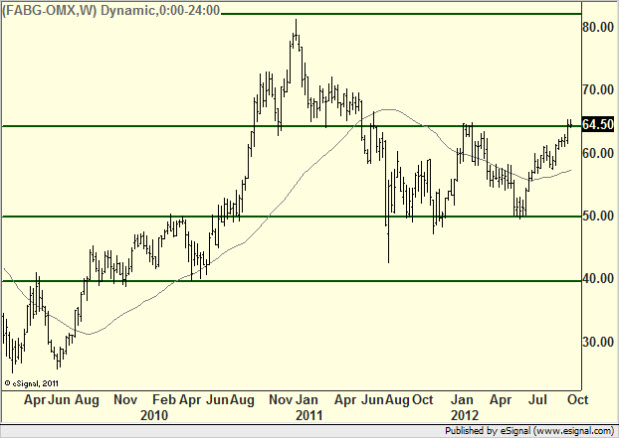 (FABG-OMX,W) Dynamic,0:00-24:00
80.00
70.00
64.50
60.00
50.00
40.00
30.00
© eSignal, 2011
Apr Jun Aug Nov Feb Apr Jun Aug Nov Jan Apr Jun Aug Oct Jan Apr Jul Oct
2010 2011 2012
Published by eSignal (www.esignal.com)